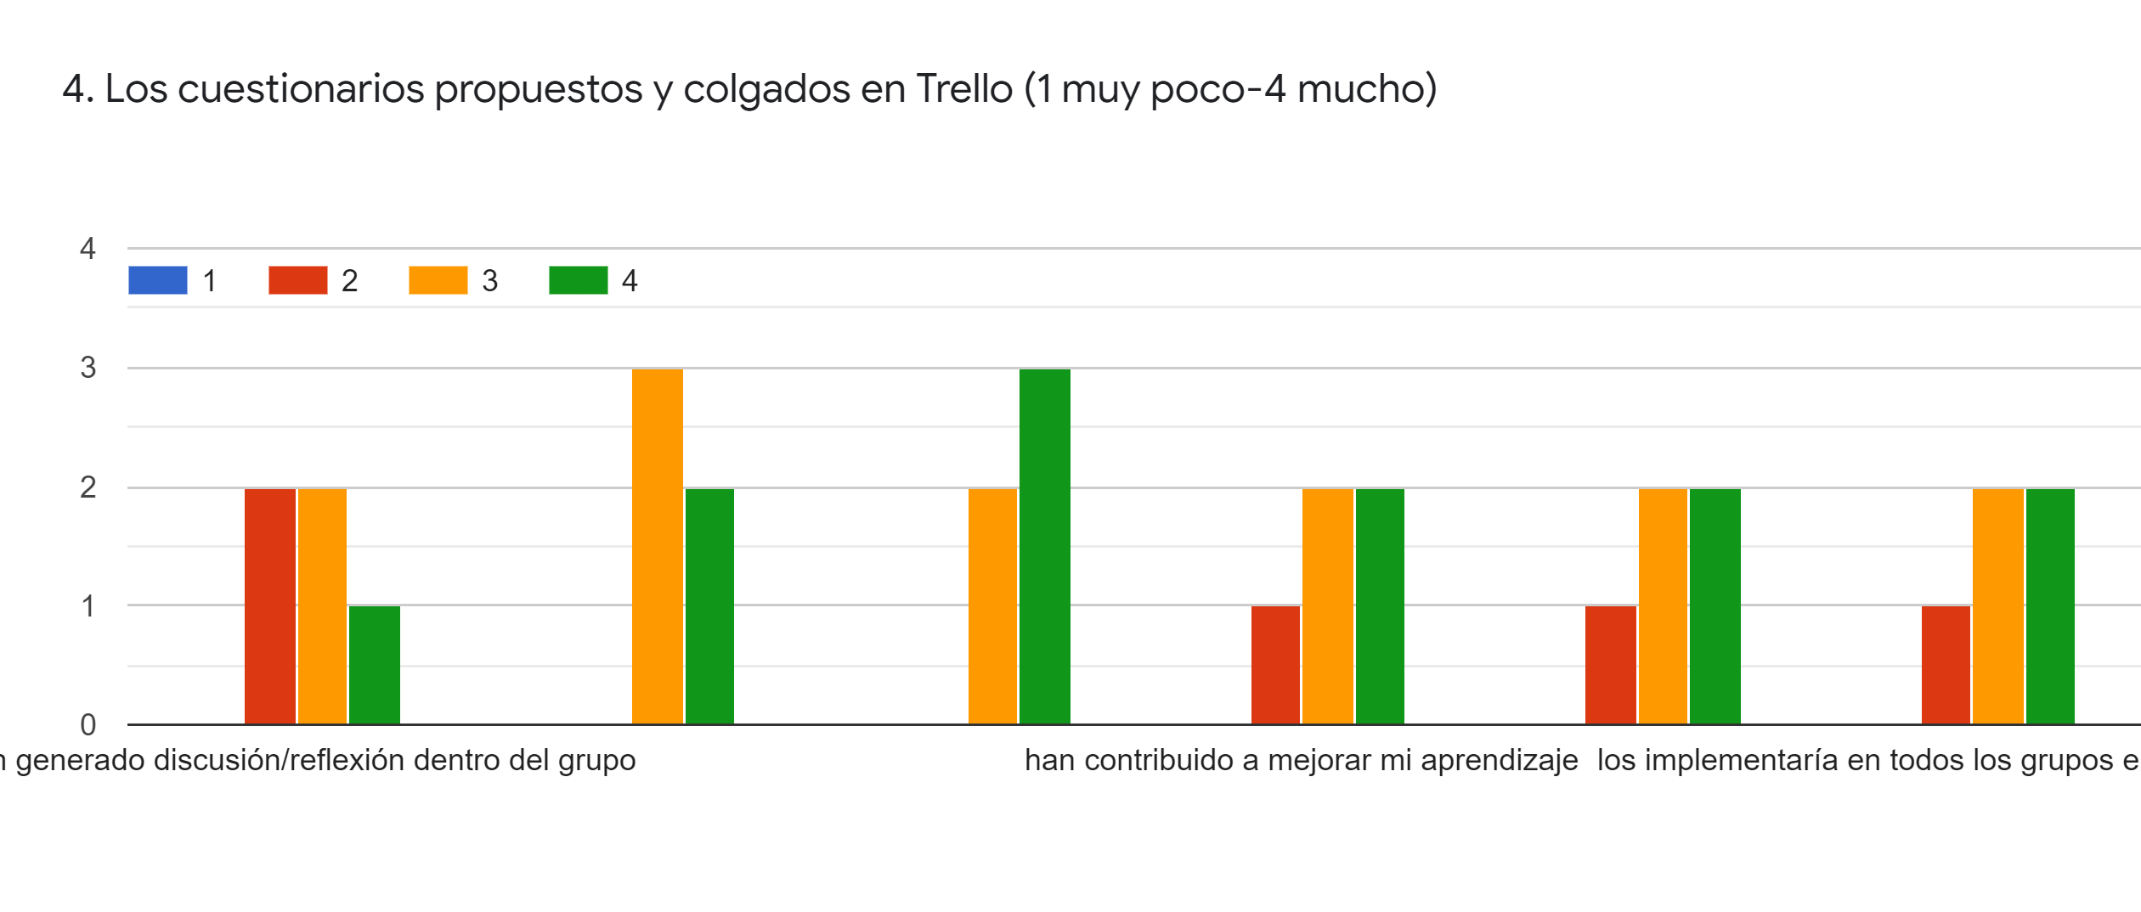 4. Los cuestionarios propuestos y colgados en Trello (1 muy poco-4 mucho)
4
1 2 3 4
3
2
1
0
generado discusión/reflexión dentro del grupo han contribuido a mejorar mi aprendizaje los implementaría en todos los grupos e